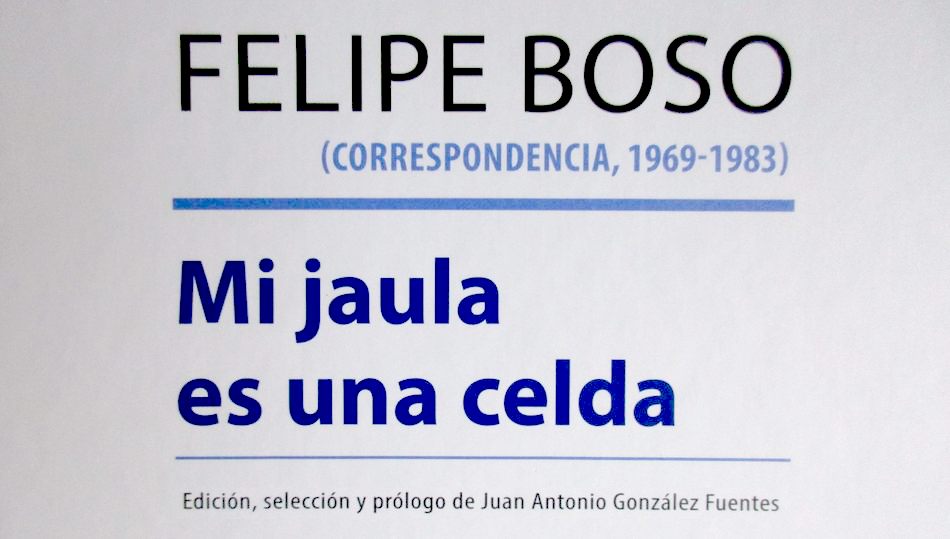 FELIPE BOSO
(CORRESPONDENCIA, 1969-1983)
Mi jaula
es una celda
Edición, selección y prólogo de Juan Antonio González Fuentes